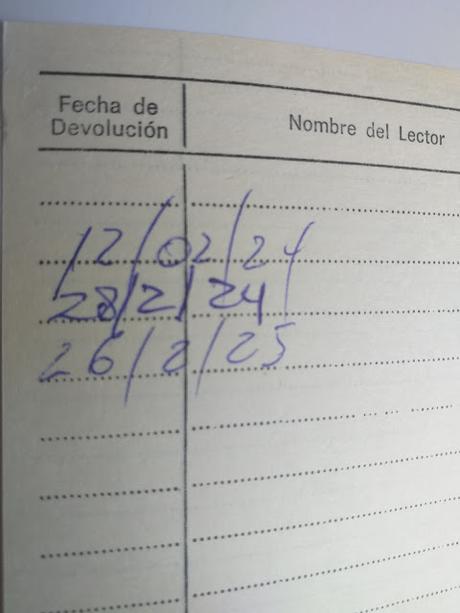 Fecha de
Devolución
Nombre del Lector
12/02/24
28/2/24
26/2/25